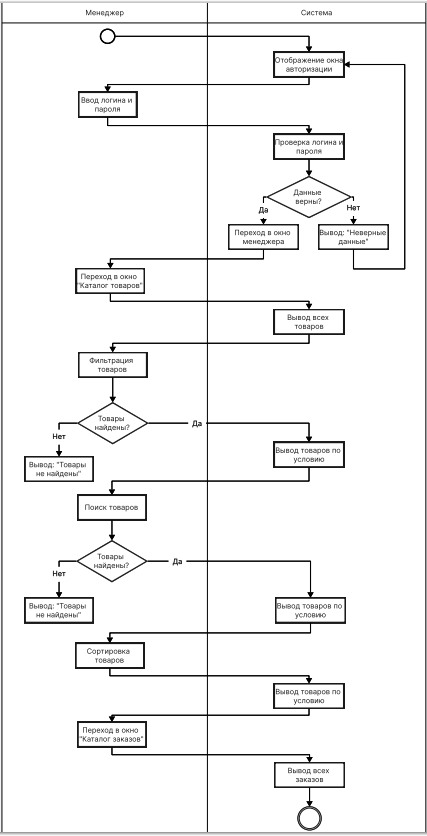 Менеджер
Система
Отображение окна
авторизации
Ввод логина и
пароля
Проверка логина и
пароля
Данные
верны?
Да
Нет
Переход в окно
менеджера
Вывод: "Неверные
данные"
Переход в окно
"Каталог товаров"
Вывод всех
товаров
Фильтрация
товаров
Товары
найдены?
Да
Нет
Вывод товаров по
условию
Вывод: "Товары
не найдены"
Поиск товаров
Товары
найдены?
Да
Нет
Вывод: "Товары
не найдены"
Вывод товаров по
условию
Сортировка
товаров
Вывод товаров по
условию
Переход в окно
"Каталог заказов"
Вывод всех
заказов